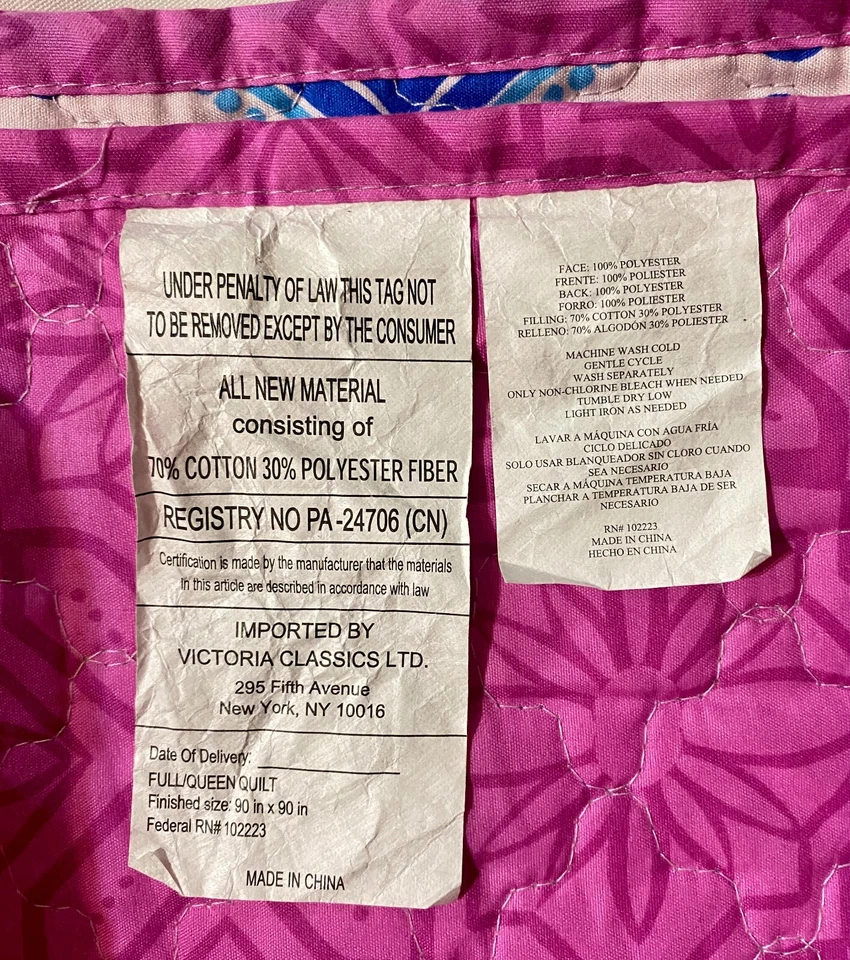 UNDER PENALTY OF LAW THIS TAG NOT
TO BE REMOVED EXCEPT BY THE CONSUMER
ALL NEW MATERIAL
consisting of
70% COTTON 30% POLYESTER FIBER
REGISTRY NO PA-24706 (CN)
Certification is made by the manufacturer that the materials
in this article are described in accordance with law
IMPORTED BY
VICTORIA CLASSICS LTD.
295 Fifth Avenue
New York, NY 10016
Date Of Delivery:
FULL/QUEEN QUILT
Finished size: 90 in x 90 in
Federal RN# 102223
MADE IN CHINA
FACE: 100% POLYESTER
FRENTE: 100% POLIESTER
BACK: 100% POLYESTER
FORRO: 100% POLIESTER
FILLING: 70% COTTON 30% POLYESTER
RELLENO: 70% ALGODÓN 30% POLIESTER
MACHINE WASH COLD
GENTLE CYCLE
WASH SEPARATELY
ONLY NON-CHLORINE BLEACH WHEN NEEDED
TUMBLE DRY LOW
LIGHT IRON AS NEEDED
LAVAR A MÁQUINA CON AGUA FRÍA
CICLO DELICADO
SOLO USAR BLANQUEADOR SIN CLORO CUANDO
SEA NECESARIO
SECAR A MÁQUINA TEMPERATURA BAJA
PLANCHAR A TEMPERATURA BAJA DE SER
NECESARIO
RN# 102223
MADE IN CHINA
HECHO EN CHINA